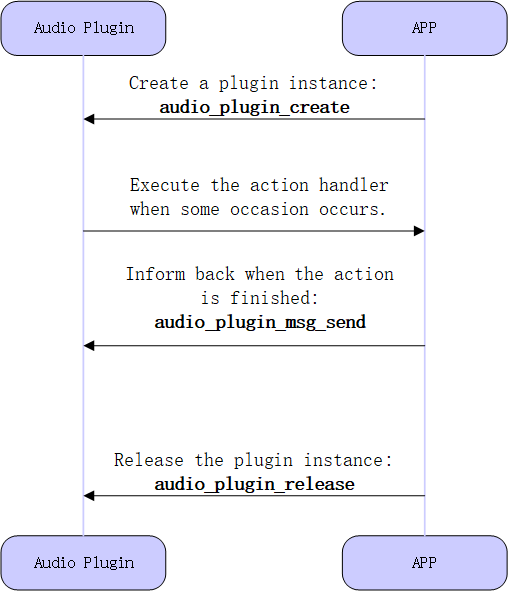 Audio Plugin
APP
Create a plugin instance:
audio_plugin_create
Execute the action handler
when some occasion occurs.
Inform back when the action
is finished:
audio_plugin_msg_send
Release the plugin instance:
audio_plugin_release
Audio Plugin
APP